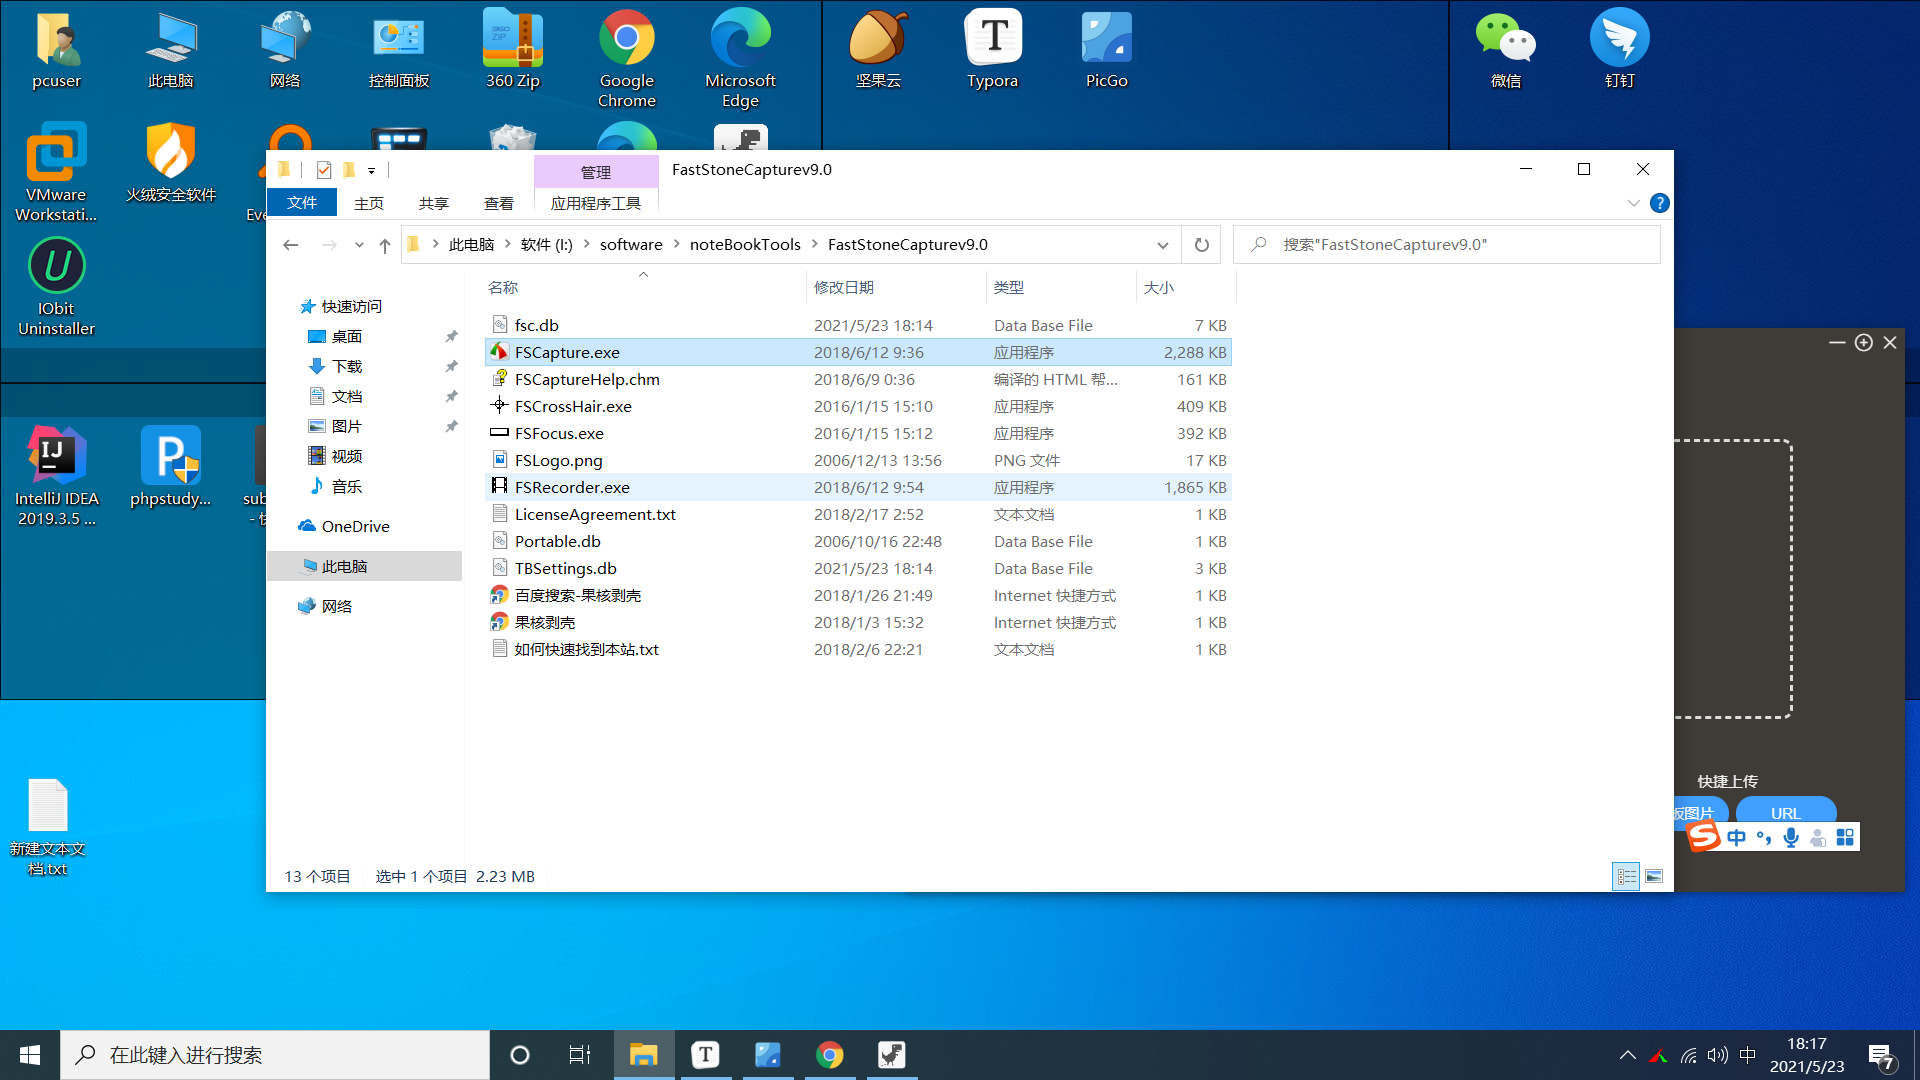 pcuser
此电脑
网络
控制面板
360 Zip
Google
Chrome
Microsoft
Edge
坚果云
Typora
PicGo
微信
钉钉
VMware
Workstati...
火绒安全软件
Eve
IObit
Uninstaller
IntelliJ IDEA
2019.3.5 ...
phpstudy...
sub
新建文本文
档.txt
管理
FastStoneCapturev9.0
文件
主页
共享
查看
应用程序工具
此电脑
软件 (I:)
software
noteBookTools
FastStoneCapturev9.0
搜索"FastStoneCapturev9.0"
快速访问
桌面
下载
文档
图片
视频
音乐
OneDrive
此电脑
网络
名称 修改日期 类型 大小
fsc.db 2021/5/23 18:14 Data Base File 7 KB
FSCapture.exe 2018/6/12 9:36 应用程序 2,288 KB
FSCaptureHelp.chm 2018/6/9 0:36 编译的 HTML 帮... 161 KB
FSCrossHair.exe 2016/1/15 15:10 应用程序 409 KB
FSFocus.exe 2016/1/15 15:12 应用程序 392 KB
FSLogo.png 2006/12/13 13:56 PNG 文件 17 KB
FSRecorder.exe 2018/6/12 9:54 应用程序 1,865 KB
LicenseAgreement.txt 2018/2/17 2:52 文本文档 1 KB
Portable.db 2006/10/16 22:48 Data Base File 1 KB
TBSettings.db 2021/5/23 18:14 Data Base File 3 KB
百度搜索-果核剥壳 2018/1/26 21:49 Internet 快捷方式 1 KB
果核剥壳 2018/1/3 15:32 Internet 快捷方式 1 KB
如何快速找到本站.txt 2018/2/6 22:21 文本文档 1 KB
13 个项目 选中 1 个项目 2.23 MB
快捷上传
图片
URL
中
在此键入进行搜索
中
18:17
2021/5/23
7